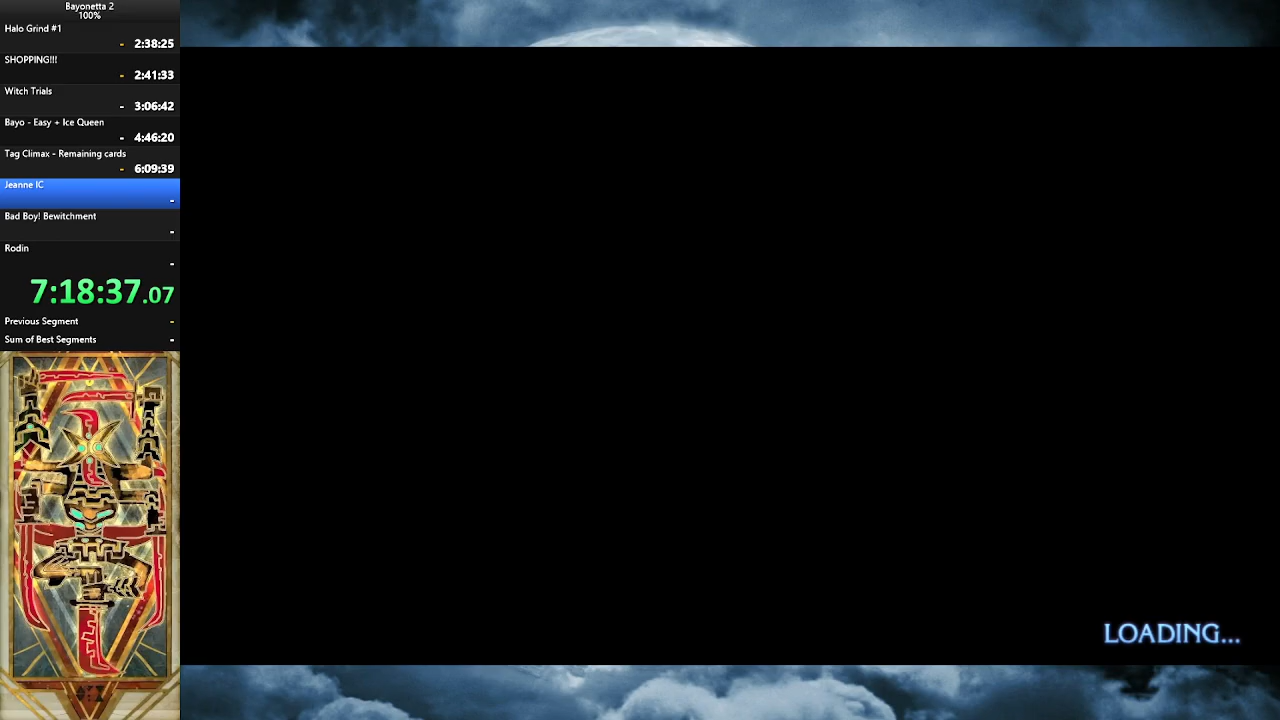 Bayonetta 2
100%
Halo Grind #1
- 2:38:25
SHOPPING!!!
- 2:41:33
Witch Trials
- 3:06:42
Bayo - Easy + Ice Queen
- 4:46:20
Tag Climax - Remaining cards
- 6:09:39
Jeanne IC
-
Bad Boy! Bewitchment
-
Rodin
-
7:18:37.07
Previous Segment -
Sum of Best Segments -
LOADING...